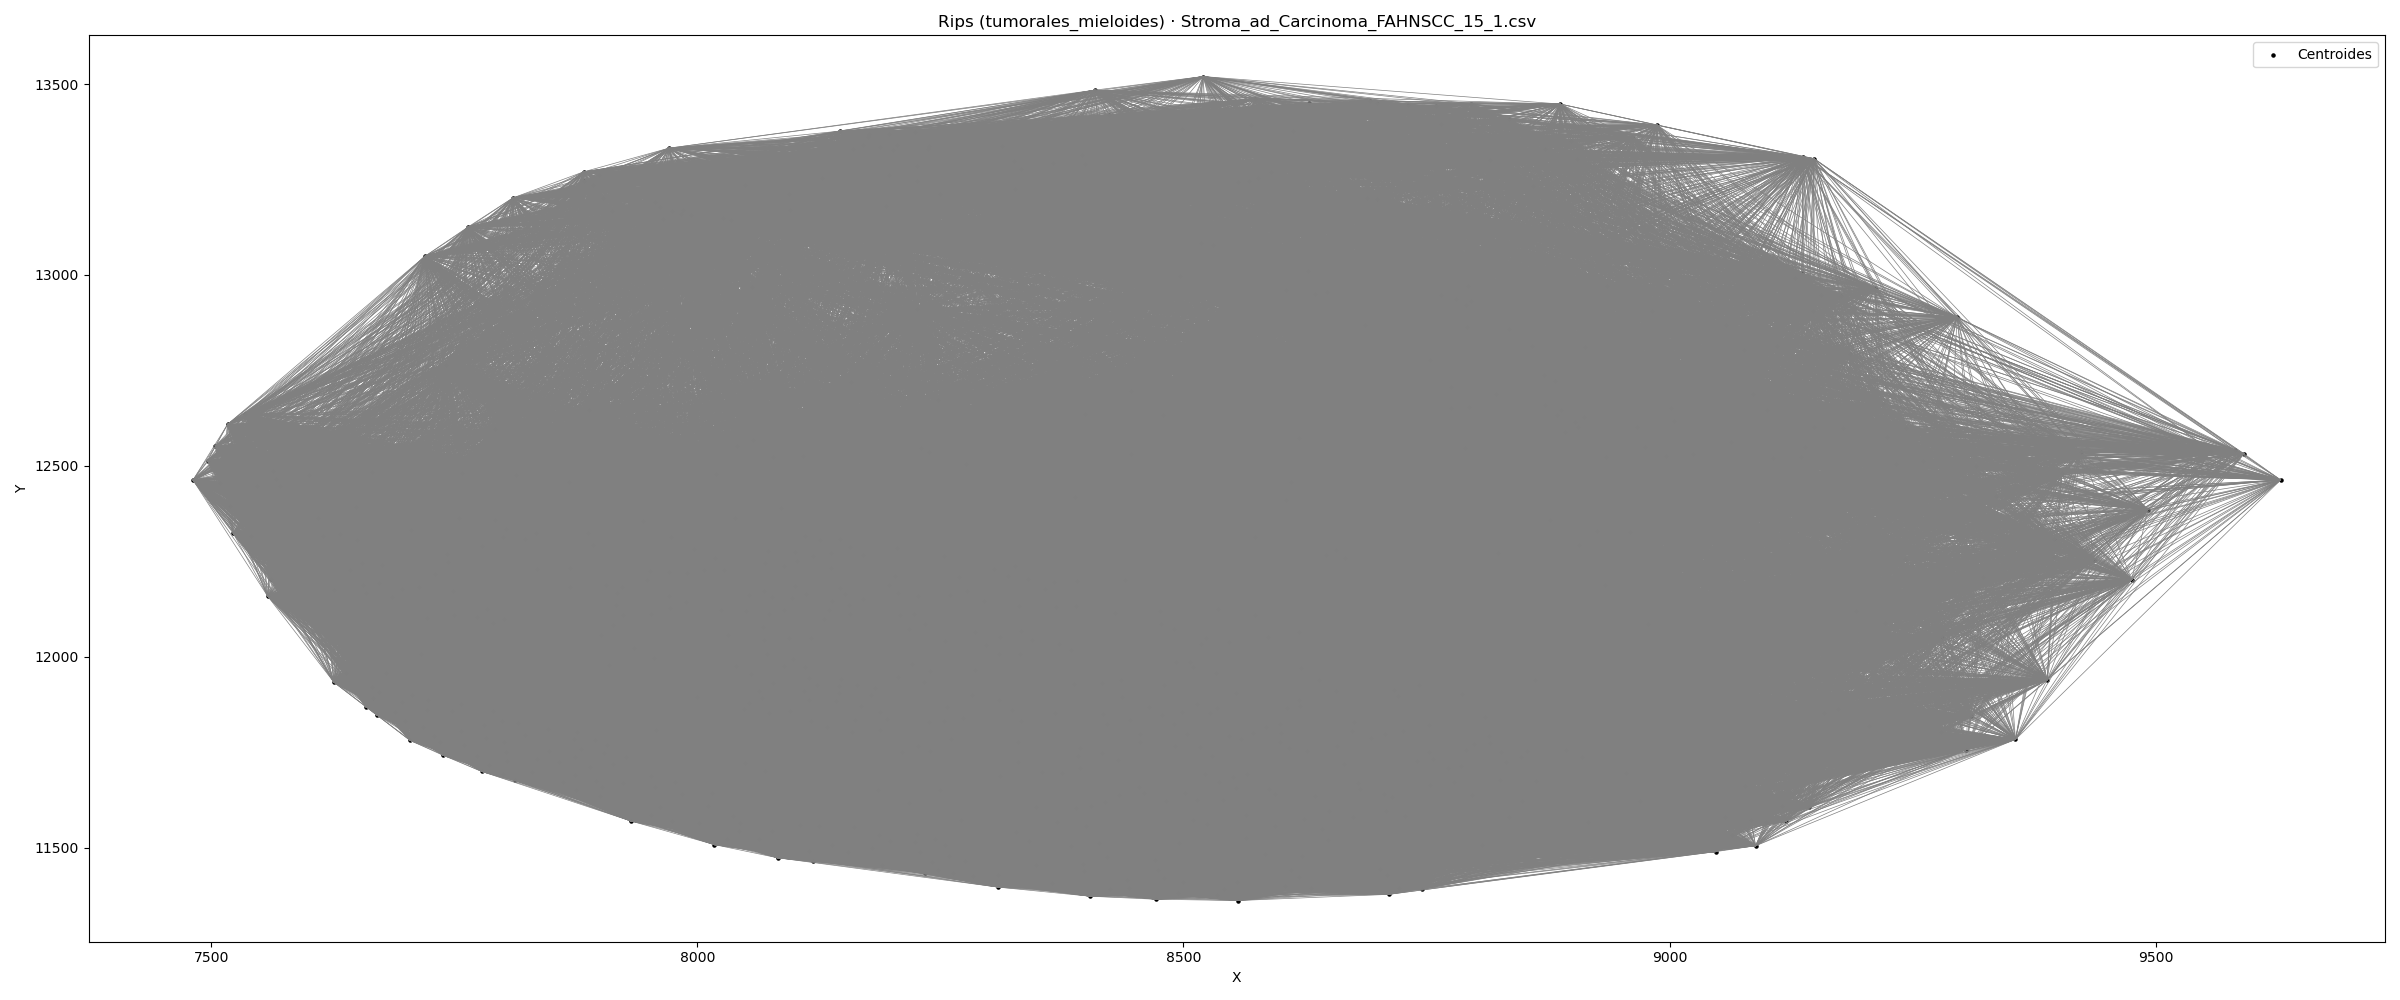 Rips (tumorales_mieloides) · Stroma_ad_Carcinoma_FAHNSCC_15_1.csv
Centroides
13500
13000
12500
12000
11500
Y
7500 8000 8500 9000 9500
X